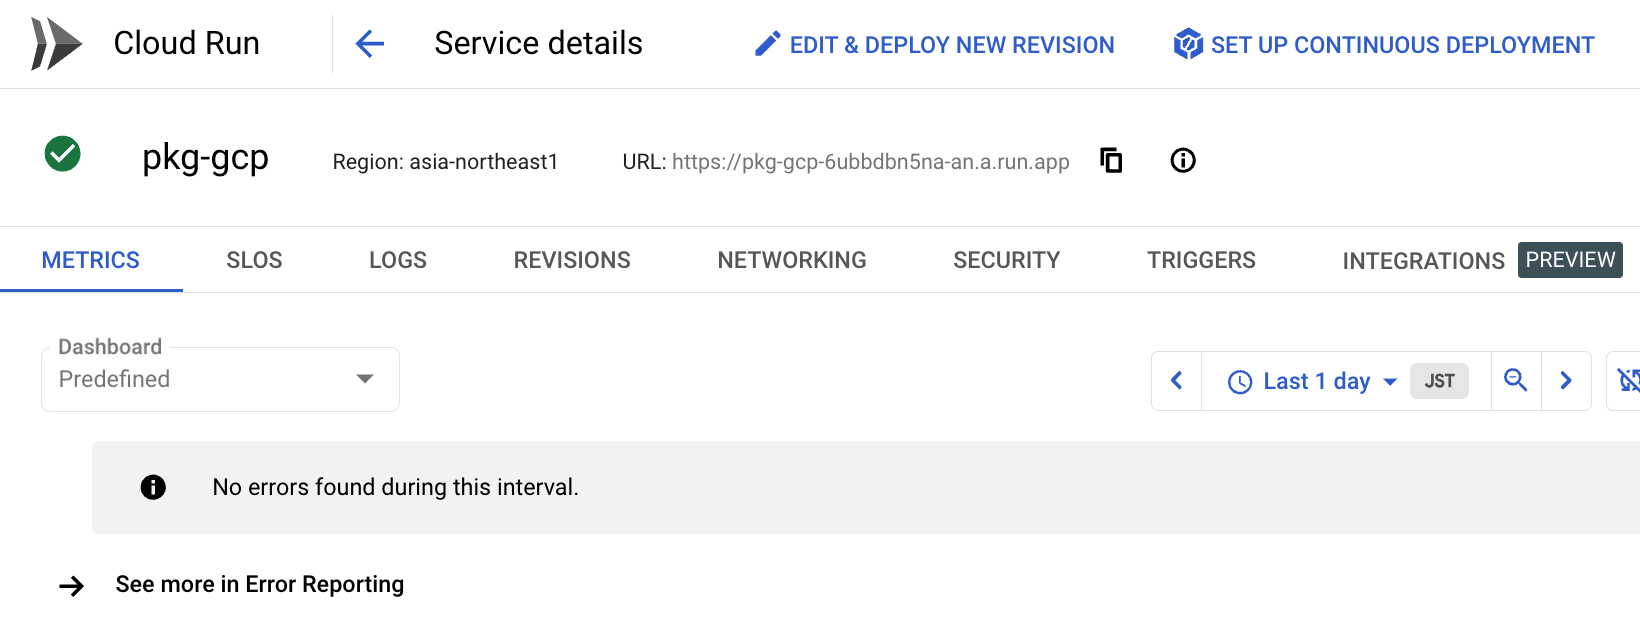 Cloud Run
Service details
EDIT & DEPLOY NEW REVISION
SET UP CONTINUOUS DEPLOYMENT
pkg-gcp
Region: asia-northeast1
URL: https://pkg-gcp-6ubbdbn5na-an.a.run.app
METRICS
SLOS
LOGS
REVISIONS
NETWORKING
SECURITY
TRIGGERS
INTEGRATIONS
PREVIEW
Dashboard
Predefined
Last 1 day
JST
No errors found during this interval.
See more in Error Reporting